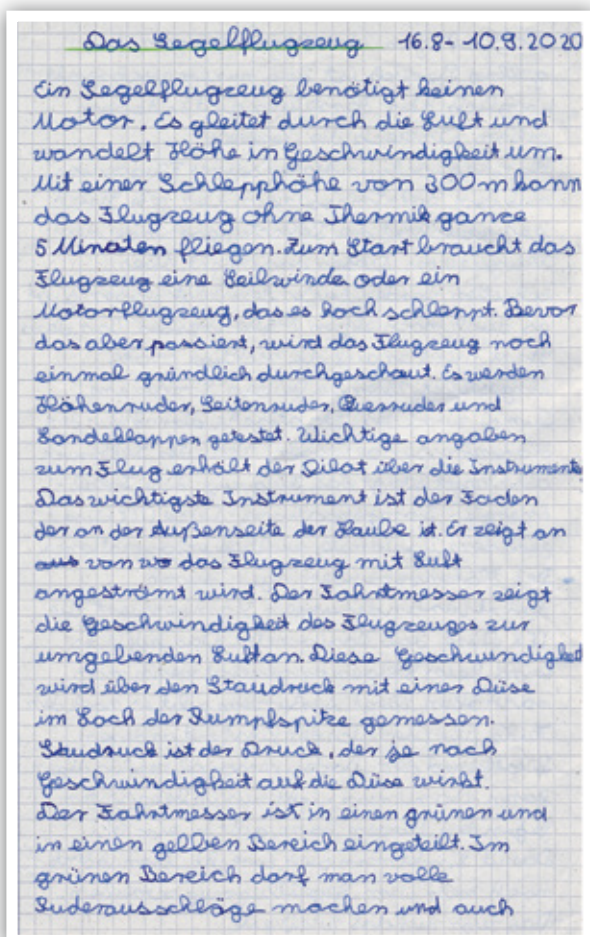 Das Segelflugzeug 16.8-10.9.2020
Ein Segelflugzeug benötigt keinen
Motor. Es gleitet durch die Luft und
wandelt Höhe in Geschwindigkeit um.
Mit einer Schlepphöhe von 300m kann
das Flugzeug ohne Thermik ganze
5 Minuten fliegen. Zum Start braucht das
Flugzeug eine Seilwinde oder ein
Motorflugzeug, das es hoch schleppt. Bevor
das aber passiert, wird das Flugzeug noch
einmal gründlich durchgeschaut. Es werden
Höhenruder, Seitenruder, Querruder und
Landeklappen getestet. Wichtige angaben
zum Flug erhält der Pilot über die Instrumente
Das wichtigste Instrument ist der Faden
der an der Außenseite der Haube ist. Er zeigt an
aus von wo das Flugzeug mit Luft
angeströmt wird. Der Fahrtmesser zeigt
die Geschwindigkeit des Flugzeuges zur
umgebenden Luft an. Diese Geschwindigkeit
wird über den Staudruck mit einer Düse
im Loch der Rumpfspitze gemessen.
Staudruck ist der Druck, der je nach
Geschwindigkeit auf die Düse wirkt.
Der Fahrtmesser ist in einen grünen und
in einen gelben Bereich eingeteilt. Im
grünen Bereich darf man volle
Ruderausschläge machen und auch